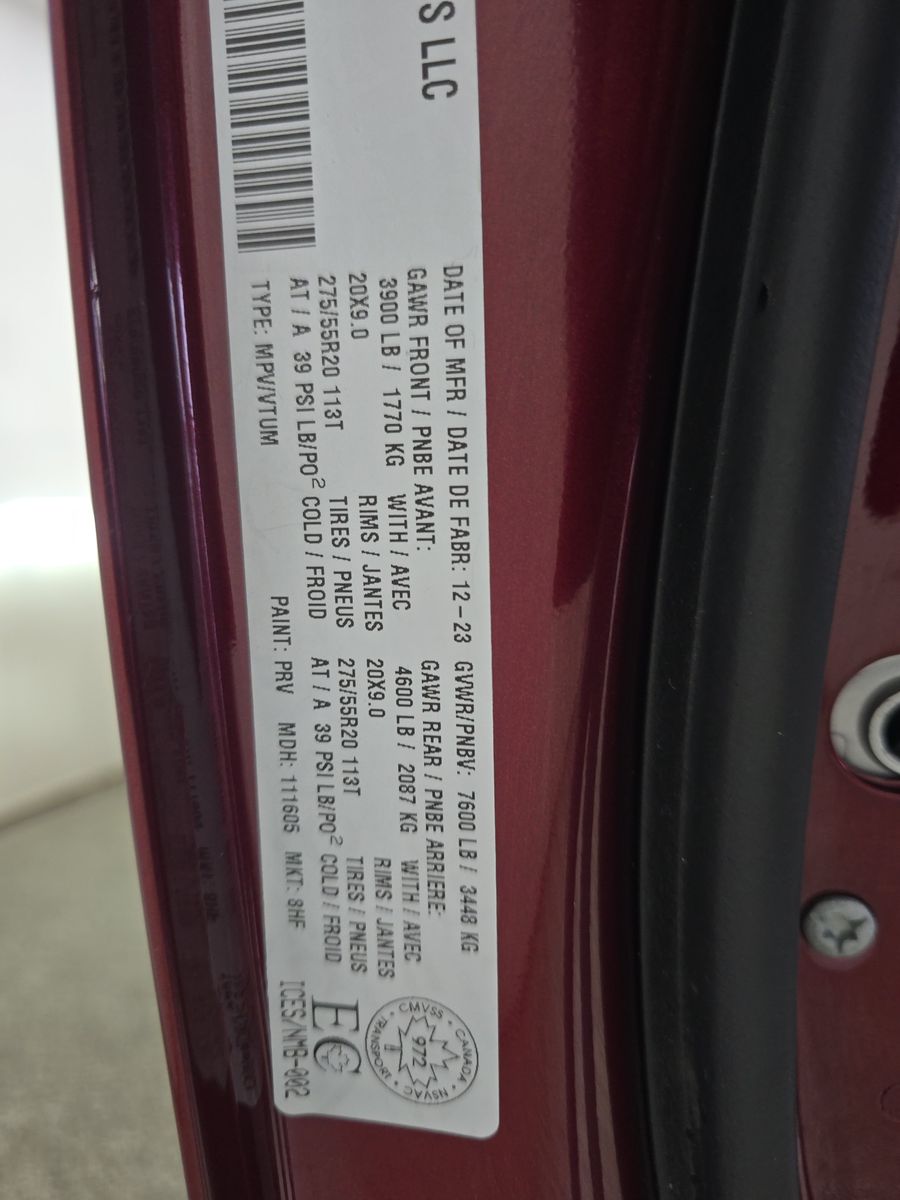 S LLC
DATE OF MFR / DATE DE FABR: 12-23 GVWR/PNBV: 7600 LB / 3448 KG
GAWR FRONT / PNBE AVANT: GAWR REAR / PNBE ARRIERE:
3900 LB / 1770 KG WITH / AVEC 4600 LB / 2087 KG WITH / AVEC
20X9.0 RIMS / JANTES 20X9.0 RIMS / JANTES
275/55R20 113T TIRES / PNEUS 275/55R20 113T TIRES / PNEUS
AT / A 39 PSI LB/PO² COLD / FROID AT / A 39 PSI LB/PO² COLD / FROID
TYPE: MPV/VTUM PAINT: PRV MDH: 111605 MKT: 8HF
CMVSS • CANADA • NSVAC • TRANSPORT •
972
EC
ICES/NMB-002